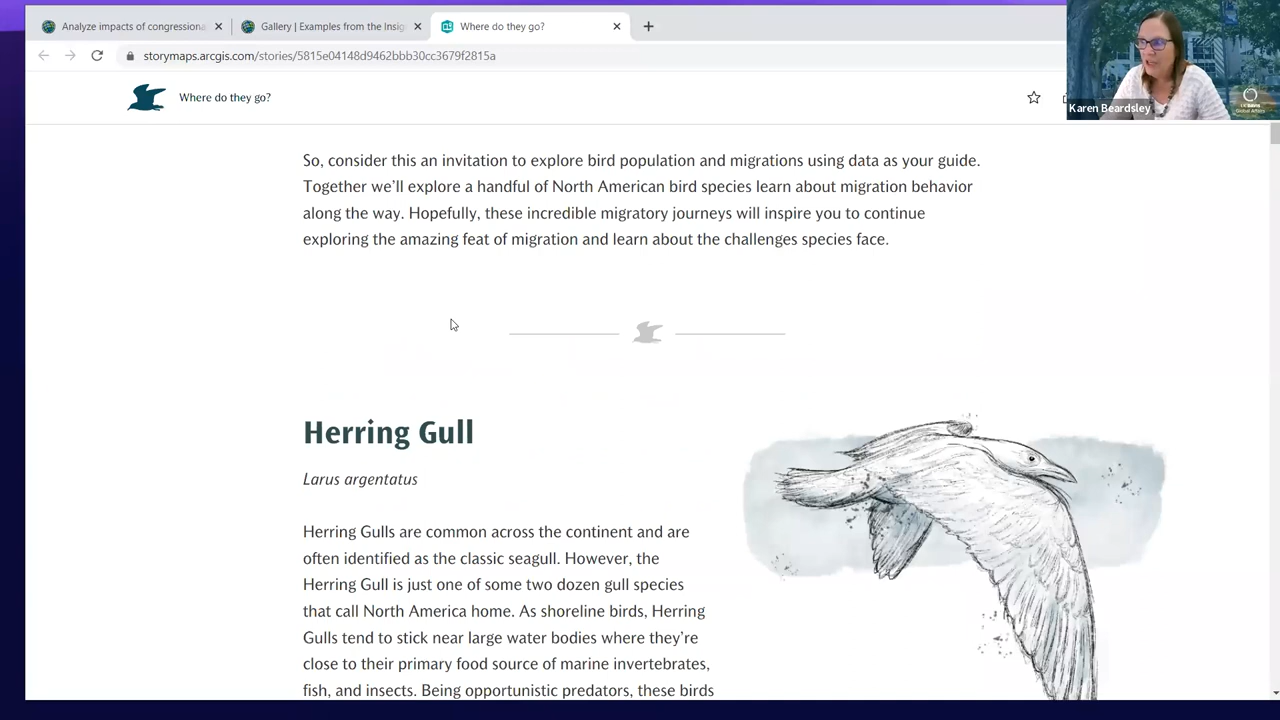 Analyze impacts of congressiona
Gallery | Examples from the Insig
Where do they go?
storymaps.arcgis.com/stories/5815e04148d9462bbb30cc3679f2815a
Where do they go?
Karen Beardsley
UC DAVIS
Global Affairs
So, consider this an invitation to explore bird population and migrations using data as your guide.
Together we'll explore a handful of North American bird species learn about migration behavior
along the way. Hopefully, these incredible migratory journeys will inspire you to continue
exploring the amazing feat of migration and learn about the challenges species face.
Herring Gull
Larus argentatus
Herring Gulls are common across the continent and are
often identified as the classic seagull. However, the
Herring Gull is just one of some two dozen gull species
that call North America home. As shoreline birds, Herring
Gulls tend to stick near large water bodies where they're
close to their primary food source of marine invertebrates,
fish, and insects. Being opportunistic predators, these birds